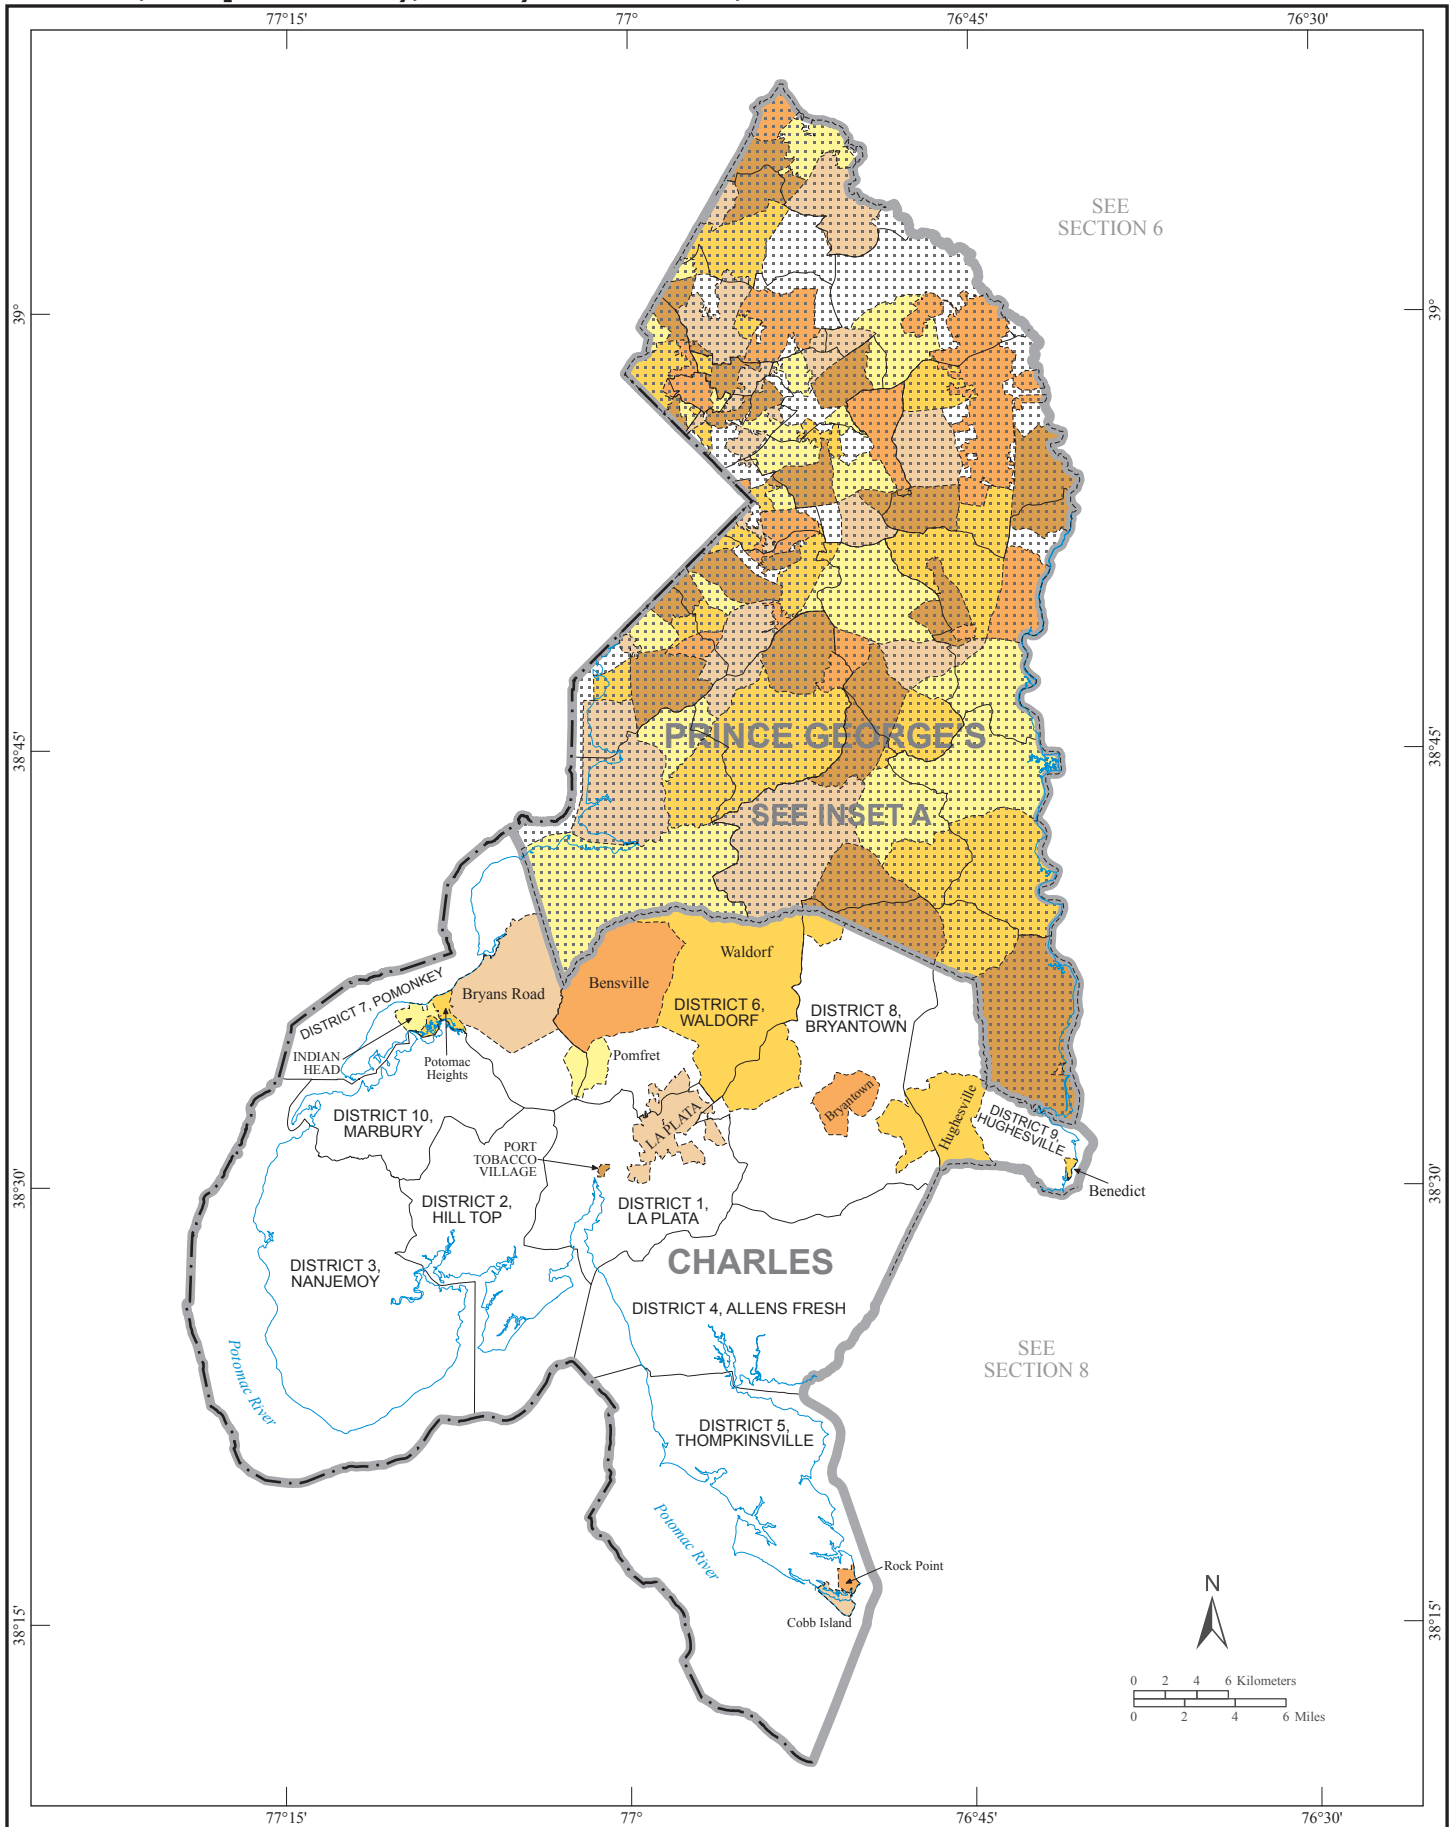 77°15'
77°
76°45'
76°30'
SEE
SECTION 6
39°
39°
PRINCE GEORGE'S
38°45'
38°45'
SEE INSET A
Waldorf
DISTRICT 7, POMONKEY
Bryans Road
Bensville
DISTRICT 6,
WALDORF
DISTRICT 8,
BRYANTOWN
INDIAN
HEAD
Potomac
Heights
Pomfret
Bryantown
Hughesville
DISTRICT 9,
HUGHESVILLE
DISTRICT 10,
MARBURY
LA PLATA
PORT
TOBACCO
VILLAGE
38°30'
38°30'
Benedict
DISTRICT 2,
HILL TOP
DISTRICT 1,
LA PLATA
DISTRICT 3,
NANJEMOY
CHARLES
DISTRICT 4, ALLENS FRESH
Potomac River
SEE
SECTION 8
DISTRICT 5,
THOMPKINSVILLE
Potomac River
Rock Point
Cobb Island
N
38°15'
38°15'
0 2 4 6 Kilometers
0 2 4 6 Miles
77°15'
77°
76°45'
76°30'